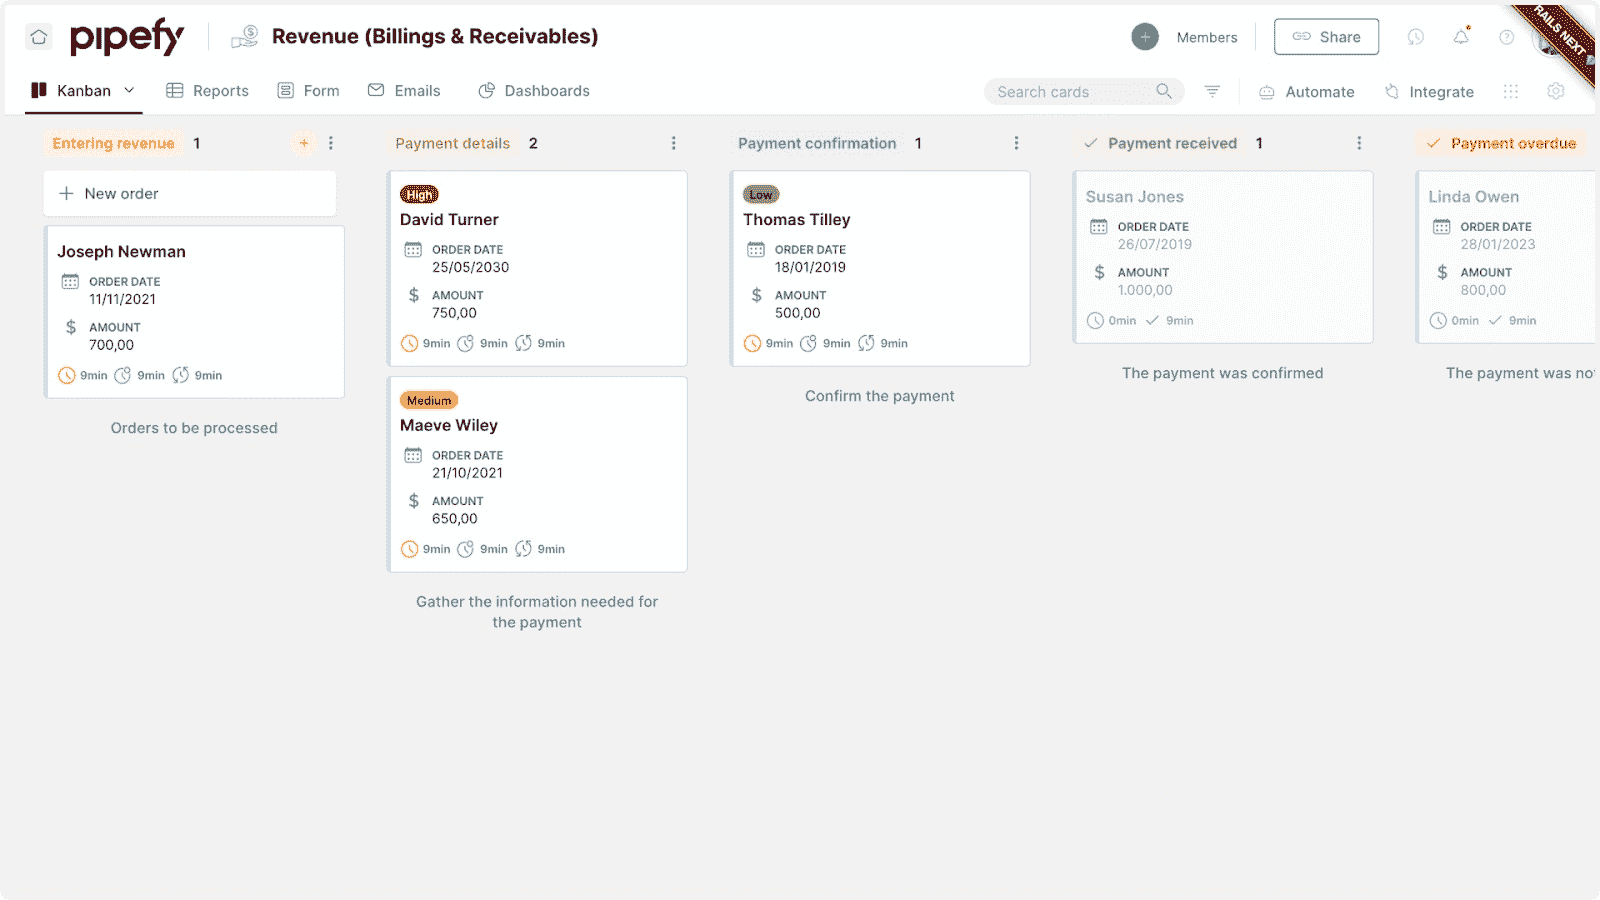 pipefy
Revenue (Billings & Receivables)
Members
Share
RAILS NEXT
Kanban
Reports
Form
Emails
Dashboards
Search cards
Automate
Integrate
Entering revenue 1
New order
Joseph Newman
ORDER DATE
11/11/2021
AMOUNT
700,00
9min 9min 9min
Orders to be processed
Payment details 2
High
David Turner
ORDER DATE
25/05/2030
AMOUNT
750,00
9min 9min 9min
Medium
Maeve Wiley
ORDER DATE
21/10/2021
AMOUNT
650,00
9min 9min 9min
Gather the information needed for
the payment
Payment confirmation 1
Low
Thomas Tilley
ORDER DATE
18/01/2019
AMOUNT
500,00
9min 9min 9min
Confirm the payment
Payment received 1
Susan Jones
ORDER DATE
26/07/2019
AMOUNT
1.000,00
0min 9min
The payment was confirmed
Payment overdue
Linda Owen
ORDER DATE
28/01/2023
AMOUNT
800,00
0min 9min
The payment was no